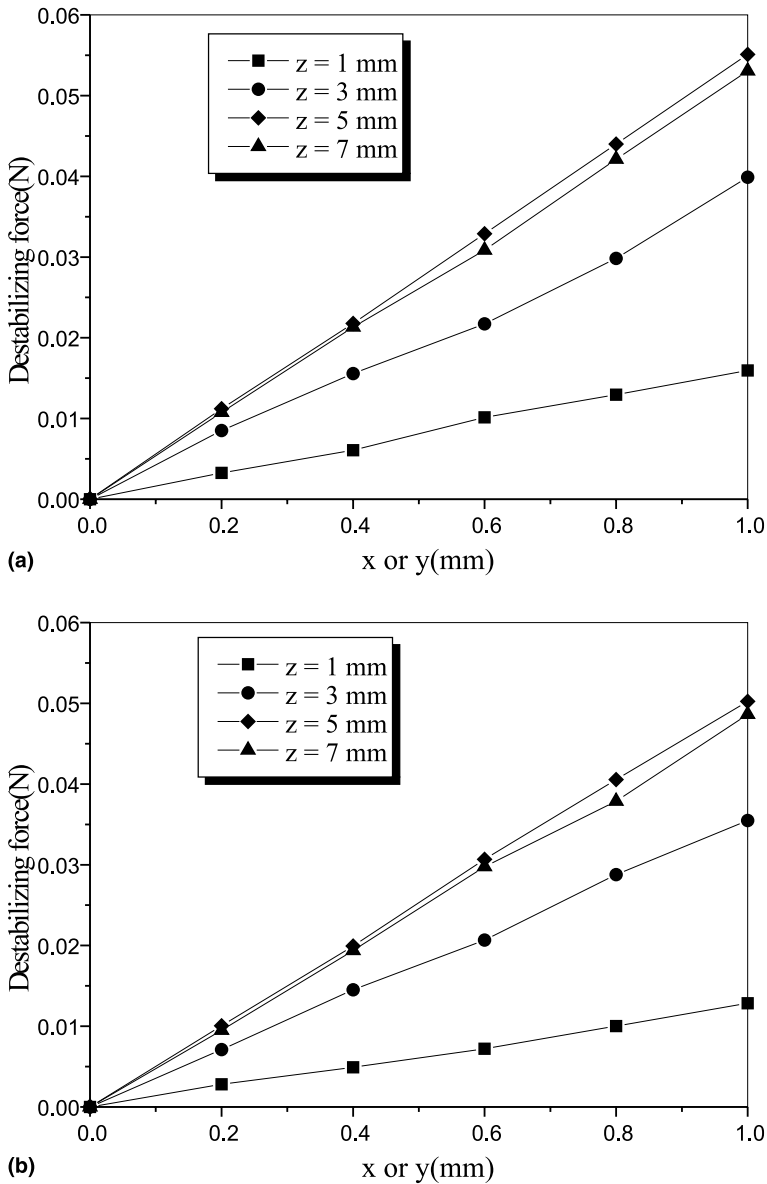 0.06
0.05
0.04
0.03
0.02
0.01
0.00
Destabilizing force(N)
z = 1 mm
z = 3 mm
z = 5 mm
z = 7 mm
0.0 0.2 0.4 0.6 0.8 1.0
x or y(mm)
(a)
0.06
0.05
0.04
0.03
0.02
0.01
0.00
Destabilizing force(N)
z = 1 mm
z = 3 mm
z = 5 mm
z = 7 mm
0.0 0.2 0.4 0.6 0.8 1.0
x or y(mm)
(b)